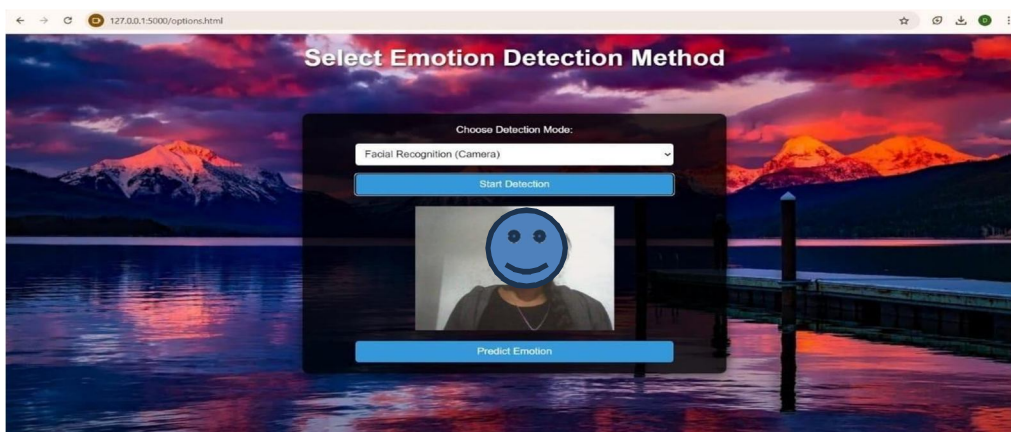 127.0.0.1:5000/options.html
Select Emotion Detection Method
Choose Detection Mode:
Facial Recognition (Camera)
Start Detection
Predict Emotion